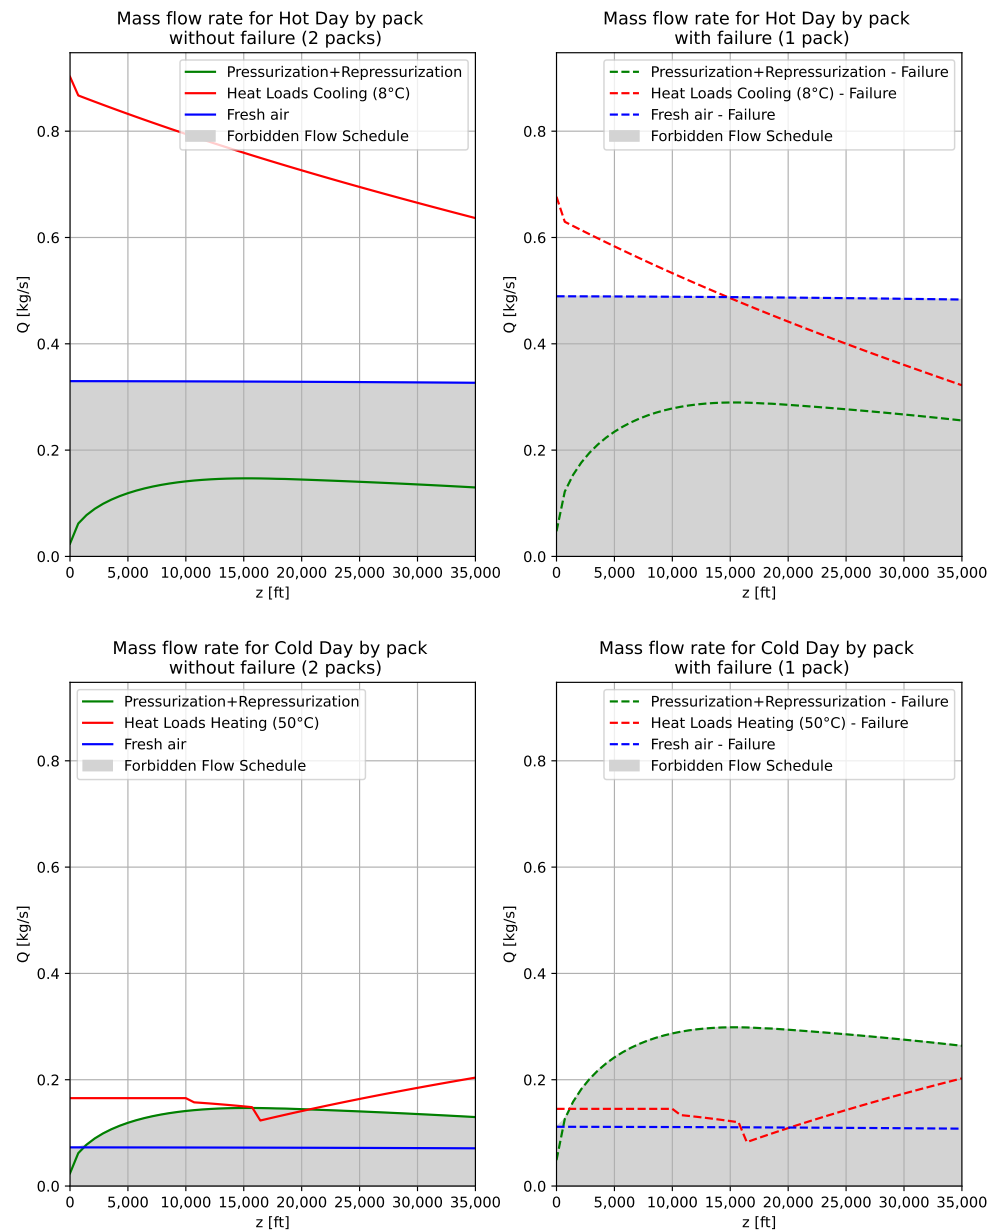 Mass flow rate for Hot Day by pack
without failure (2 packs)
Pressurization+Repressurization
Heat Loads Cooling (8°C)
Fresh air
Forbidden Flow Schedule
Q [kg/s]
0.8
0.6
0.4
0.2
0.0
0 5,000 10,000 15,000 20,000 25,000 30,000 35,000
z [ft]
Mass flow rate for Hot Day by pack
with failure (1 pack)
Pressurization+Repressurization - Failure
Heat Loads Cooling (8°C) - Failure
Fresh air - Failure
Forbidden Flow Schedule
Q [kg/s]
0.8
0.6
0.4
0.2
0.0
0 5,000 10,000 15,000 20,000 25,000 30,000 35,000
z [ft]
Mass flow rate for Cold Day by pack
without failure (2 packs)
Pressurization+Repressurization
Heat Loads Heating (50°C)
Fresh air
Forbidden Flow Schedule
Q [kg/s]
0.8
0.6
0.4
0.2
0.0
0 5,000 10,000 15,000 20,000 25,000 30,000 35,000
z [ft]
Mass flow rate for Cold Day by pack
with failure (1 pack)
Pressurization+Repressurization - Failure
Heat Loads Heating (50°C) - Failure
Fresh air - Failure
Forbidden Flow Schedule
Q [kg/s]
0.8
0.6
0.4
0.2
0.0
0 5,000 10,000 15,000 20,000 25,000 30,000 35,000
z [ft]